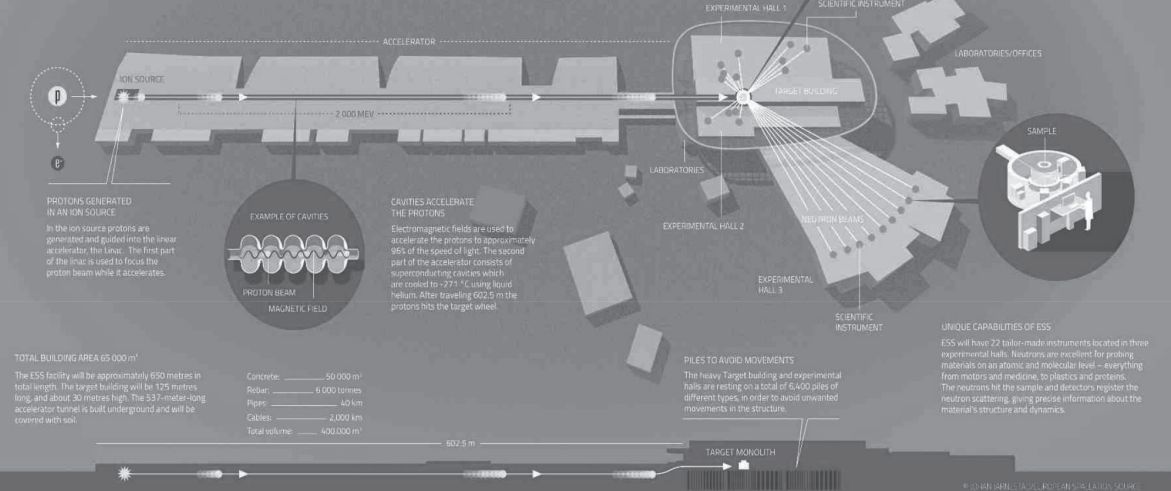 EXPERIMENTAL HALL 1
SCIENTIFIC INSTRUMENT
ACCELERATOR
LABORATORIES/OFFICES
ION SOURCE
TARGET BUILDING
p
2 000 MEV
e-
SAMPLE
LABORATORIES
PROTONS GENERATED
IN AN ION SOURCE
In the ion source protons are
generated and guided into the linear
accelerator, the Linac. The first part
of the linac is used to focus the
proton beam while it accelerates.
EXAMPLE OF CAVITIES
PROTON BEAM
MAGNETIC FIELD
CAVITIES ACCELERATE
THE PROTONS
Electromagnetic fields are used to
accelerate the protons to approximately
96% of the speed of light. The second
part of the accelerator consists of
superconducting cavities which
are cooled to -271 °C using liquid
helium. After traveling 602.5 m the
protons hits the target wheel.
EXPERIMENTAL HALL 2
NEUTRON BEAMS
EXPERIMENTAL
HALL 3
SCIENTIFIC
INSTRUMENT
TOTAL BUILDING AREA 65 000 m²
The ESS facility will be approximately 650 metres in
total length. The target building will be 125 metres
long, and about 30 metres high. The 537-meter-long
accelerator tunnel is built underground and will be
covered with soil.
Concrete: 50 000 m³
Rebar: 6 000 tonnes
Pipes: 40 km
Cables: 2,000 km
Total volume: 400,000 m³
PILES TO AVOID MOVEMENTS
The heavy Target building and experimental
halls are resting on a total of 6,400 piles of
different types, in order to avoid unwanted
movements in the structure.
UNIQUE CAPABILITIES OF ESS
ESS will have 22 tailor-made instruments located in three
experimental halls. Neutrons are excellent for probing
materials on an atomic and molecular level – everything
from motors and medicine, to plastics and proteins.
The neutrons hit the sample and detectors register the
neutron scattering, giving precise information about the
material's structure and dynamics.
602.5 m
TARGET MONOLITH
EUROPEAN SPALLATION SOURCE